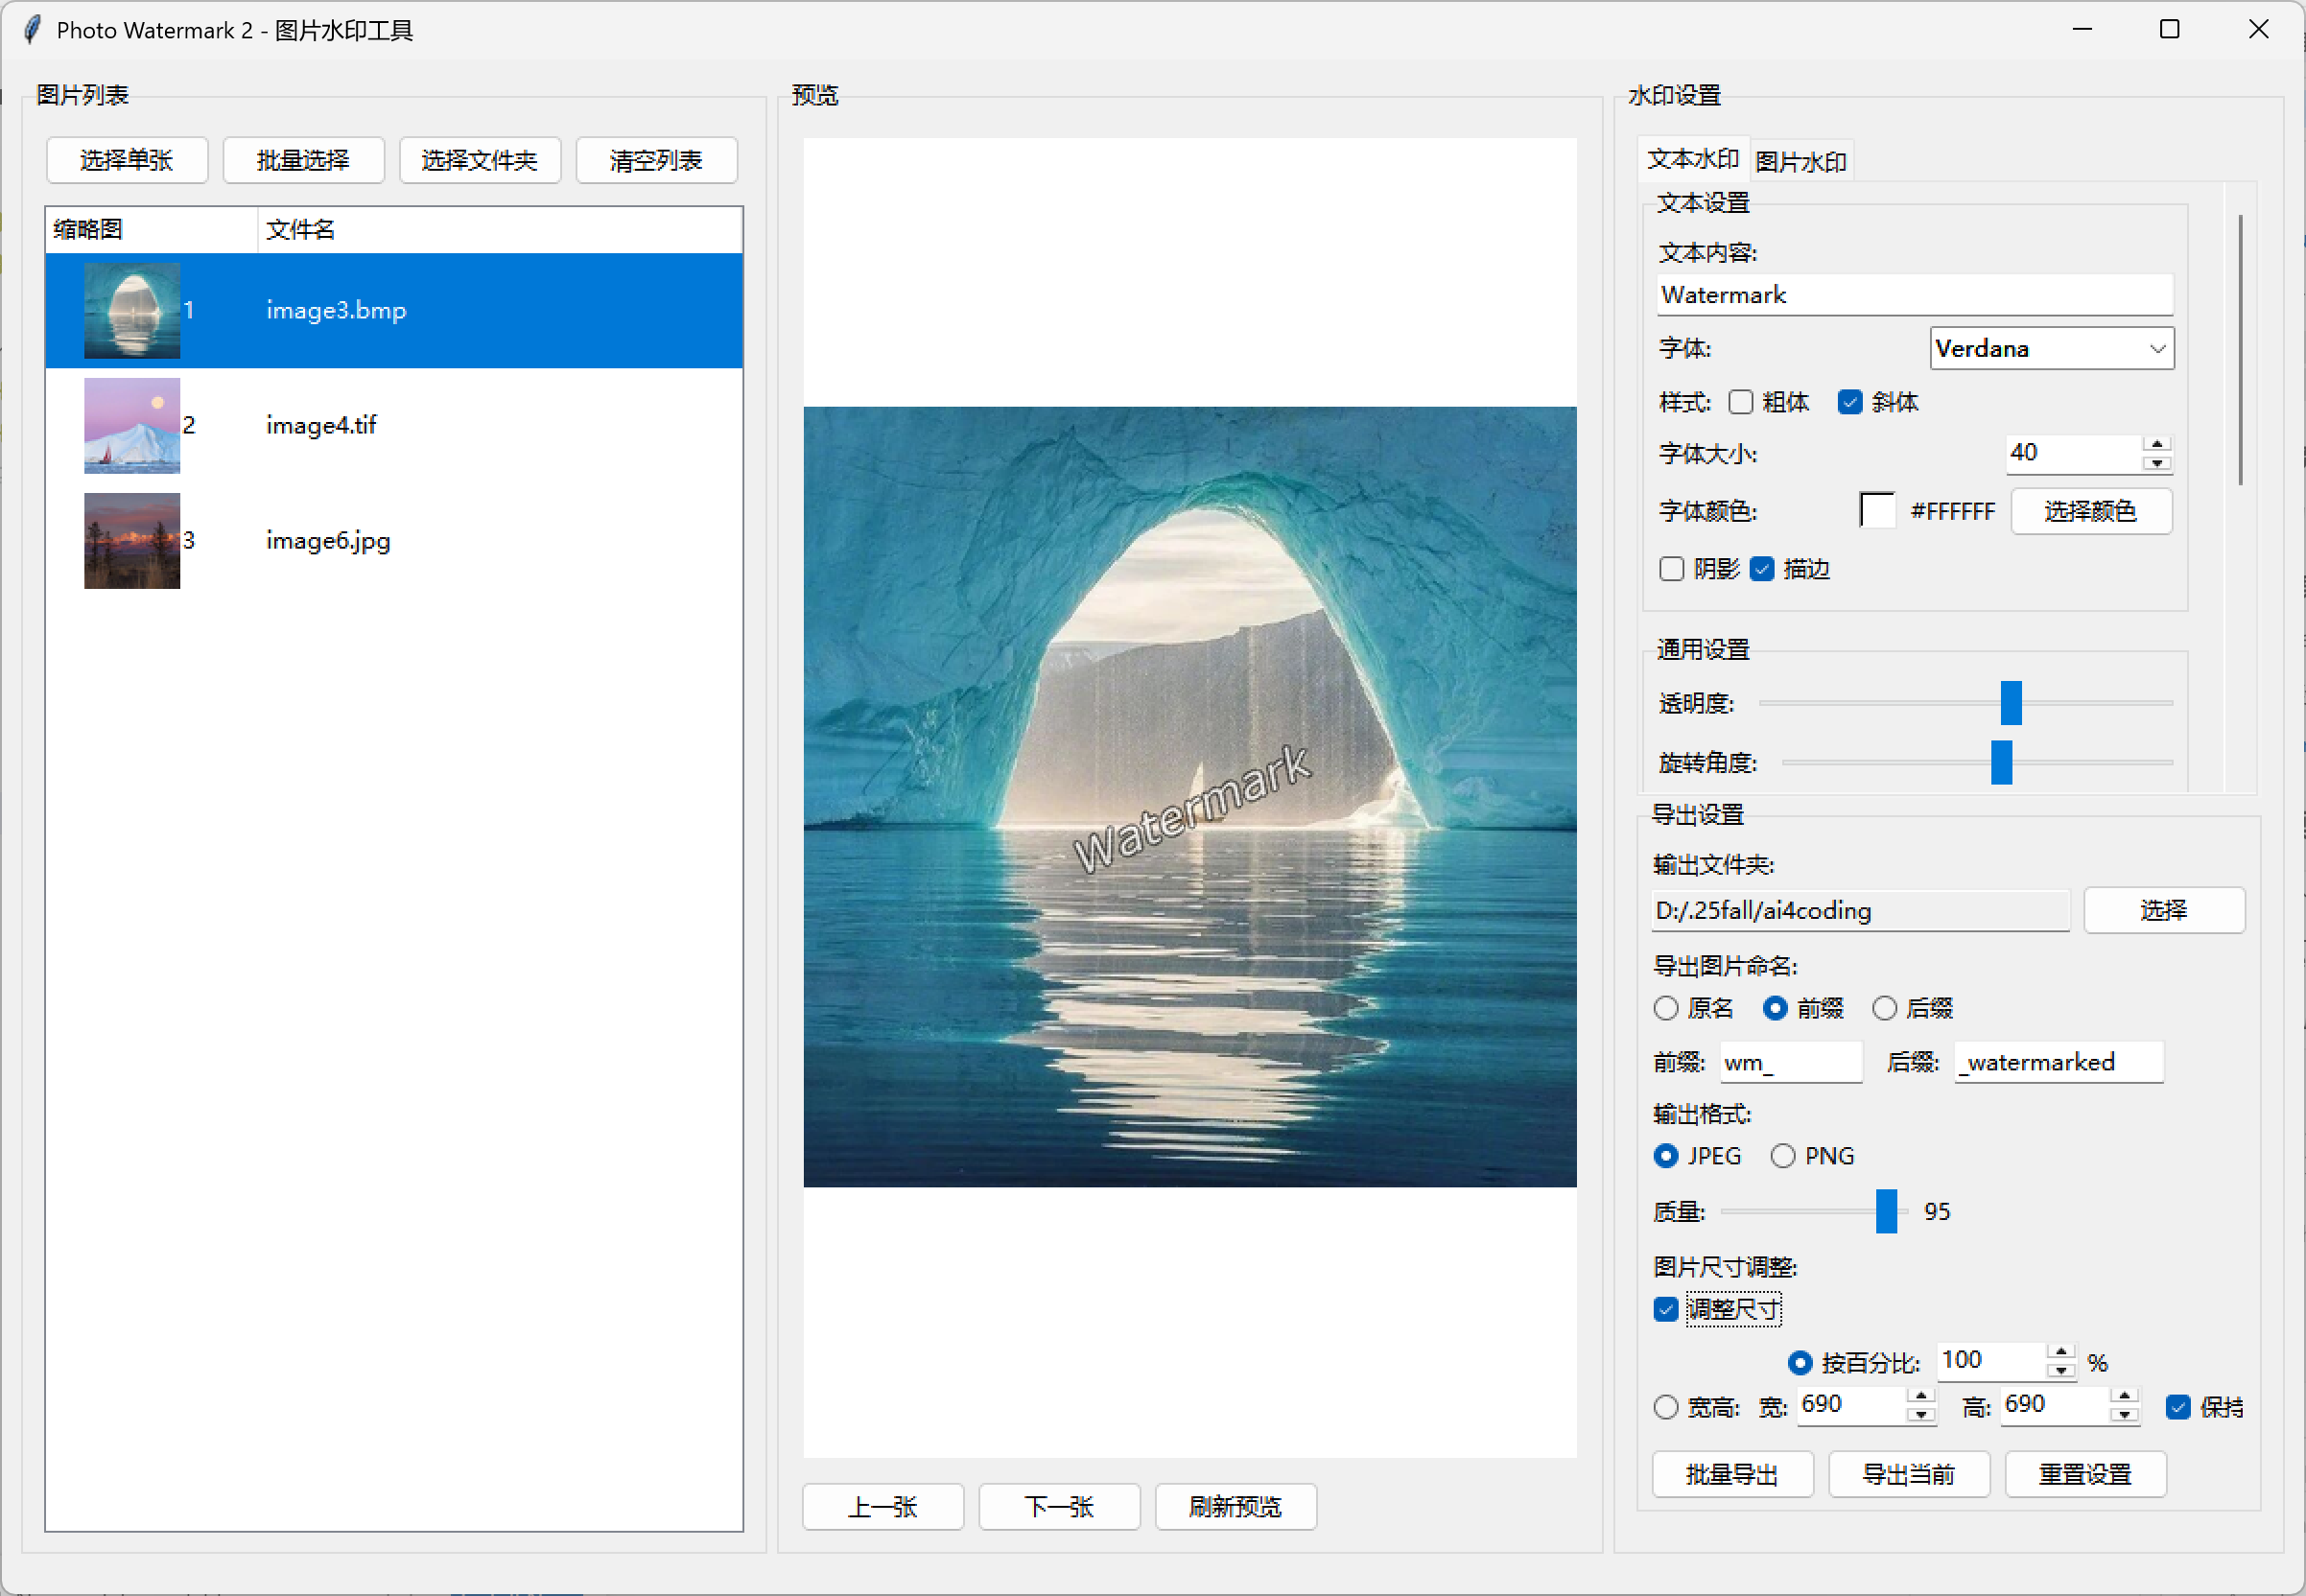 Photo Watermark 2 - 图片水印工具
图片列表
选择单张 批量选择 选择文件夹 清空列表
缩略图 文件名
1 image3.bmp
2 image4.tif
3 image6.jpg
预览
Watermark
上一张 下一张 刷新预览
水印设置
文本水印 图片水印
文本设置
文本内容:
Watermark
字体: Verdana
样式: 粗体 斜体
字体大小: 40
字体颜色: #FFFFFF 选择颜色
阴影 描边
通用设置
透明度:
旋转角度:
导出设置
输出文件夹:
D:/.25fall/ai4coding 选择
导出图片命名:
原名 前缀 后缀
前缀: wm_ 后缀: _watermarked
输出格式:
JPEG PNG
质量: 95
图片尺寸调整:
调整尺寸
按百分比: 100 %
宽高: 宽: 690 高: 690 保持
批量导出 导出当前 重置设置